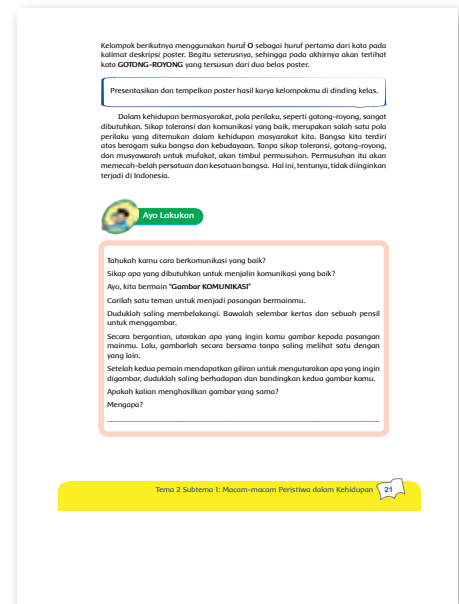 Kelompok berikutnya menggunakan huruf O sebagai huruf pertama dari kata pada
kalimat deskripsi poster. Begitu seterusnya, sehingga pada akhirnya akan terlihat
kata GOTONG-ROYONG yang tersusun dari dua belas poster.
Presentasikan dan tempelkan poster hasil karya kelompokmu di dinding kelas.
Dalam kehidupan bermasyarakat, pola perilaku, seperti gotong-royong, sangat
dibutuhkan. Sikap toleransi dan komunikasi yang baik, merupakan salah satu pola
perilaku yang ditemukan dalam kehidupan masyarakat kita. Bangsa kita terdiri
atas beragam suku bangsa dan kebudayaan. Tanpa sikap toleransi, gotong-royong,
dan musyawarah untuk mufakat, akan timbul permusuhan. Permusuhan itu akan
memecah-belah persatuan dan kesatuan bangsa. Hal ini, tentunya, tidak diinginkan
terjadi di Indonesia.
Ayo Lakukan
Tahukah kamu cara berkomunikasi yang baik?
Sikap apa yang dibutuhkan untuk menjalin komunikasi yang baik?
Ayo, kita bermain "Gambar KOMUNIKASI"
Carilah satu teman untuk menjadi pasangan bermainmu.
Duduklah saling membelakangi. Bawalah selembar kertas dan sebuah pensil
untuk menggambar.
Secara bergantian, utarakan apa yang ingin kamu gambar kepada pasangan
mainmu. Lalu, gambarlah secara bersama tanpa saling melihat satu dengan
yang lain.
Setelah kedua pemain mendapatkan giliran untuk mengutarakan apa yang ingin
digambar, duduklah saling berhadapan dan bandingkan kedua gambar kamu.
Apakah kalian menghasilkan gambar yang sama?
Mengapa?
Tema 2 Subtema 1: Macam-macam Peristiwa dalam Kehidupan 21